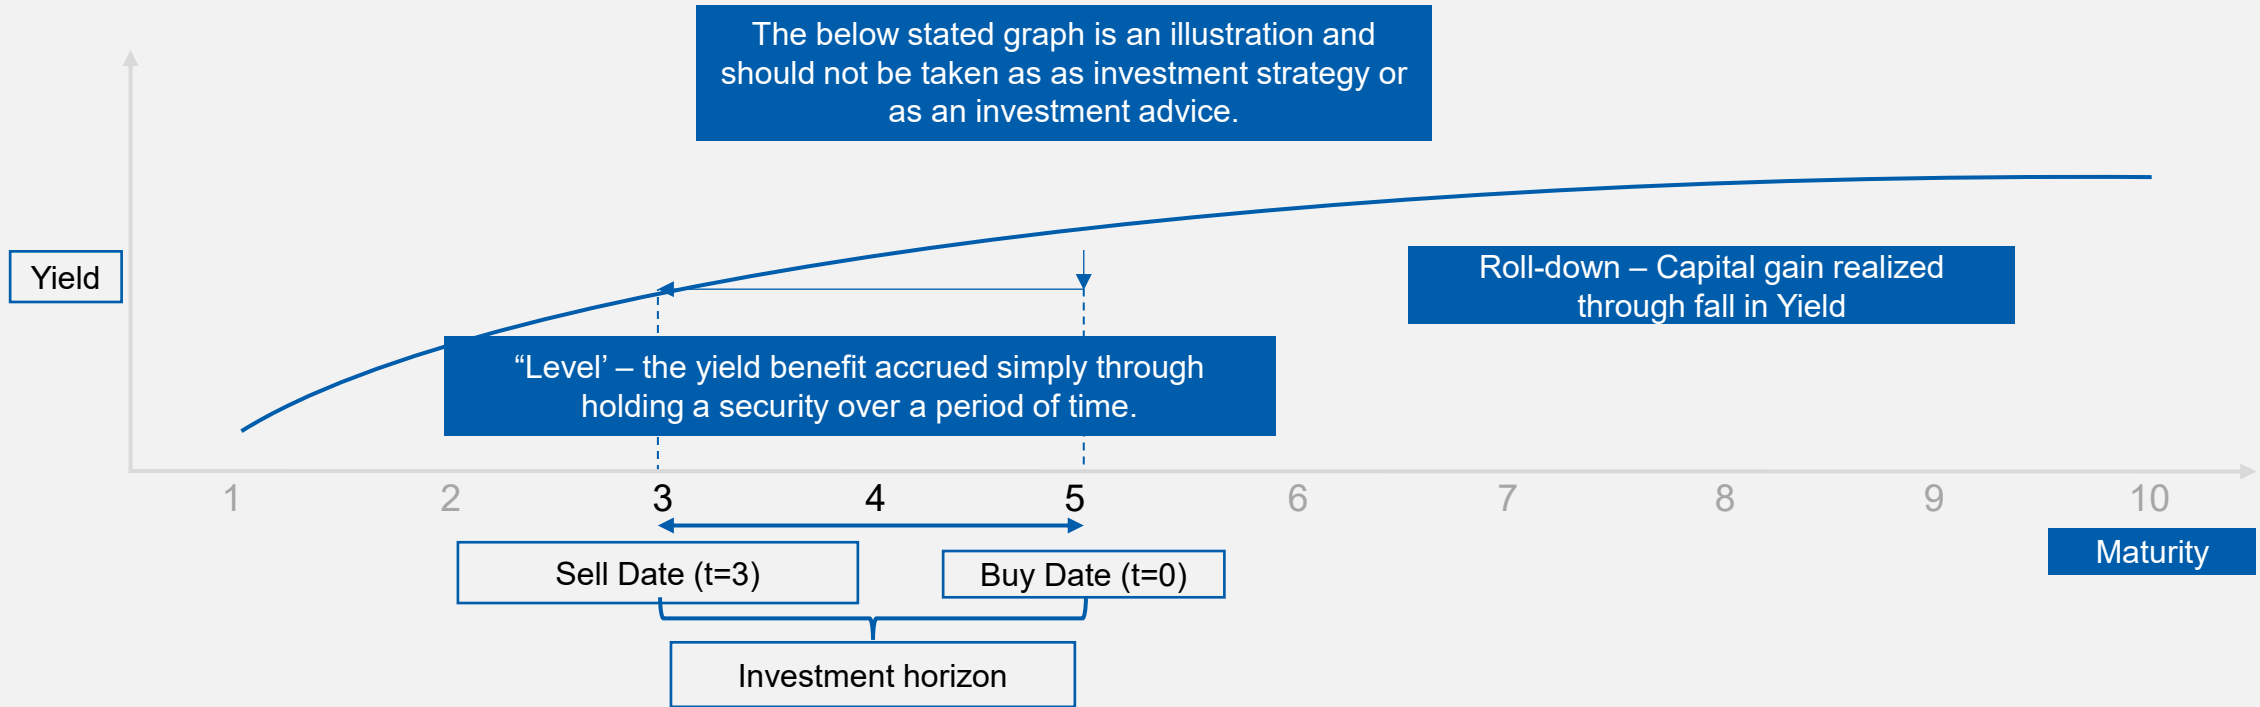 The below stated graph is an illustration and
should not be taken as as investment strategy or
as an investment advice.
Yield
Roll-down – Capital gain realized
through fall in Yield
“Level’ – the yield benefit accrued simply through
holding a security over a period of time.
1 2 3 4 5 6 7 8 9 10
Maturity
Sell Date (t=3)
Buy Date (t=0)
Investment horizon